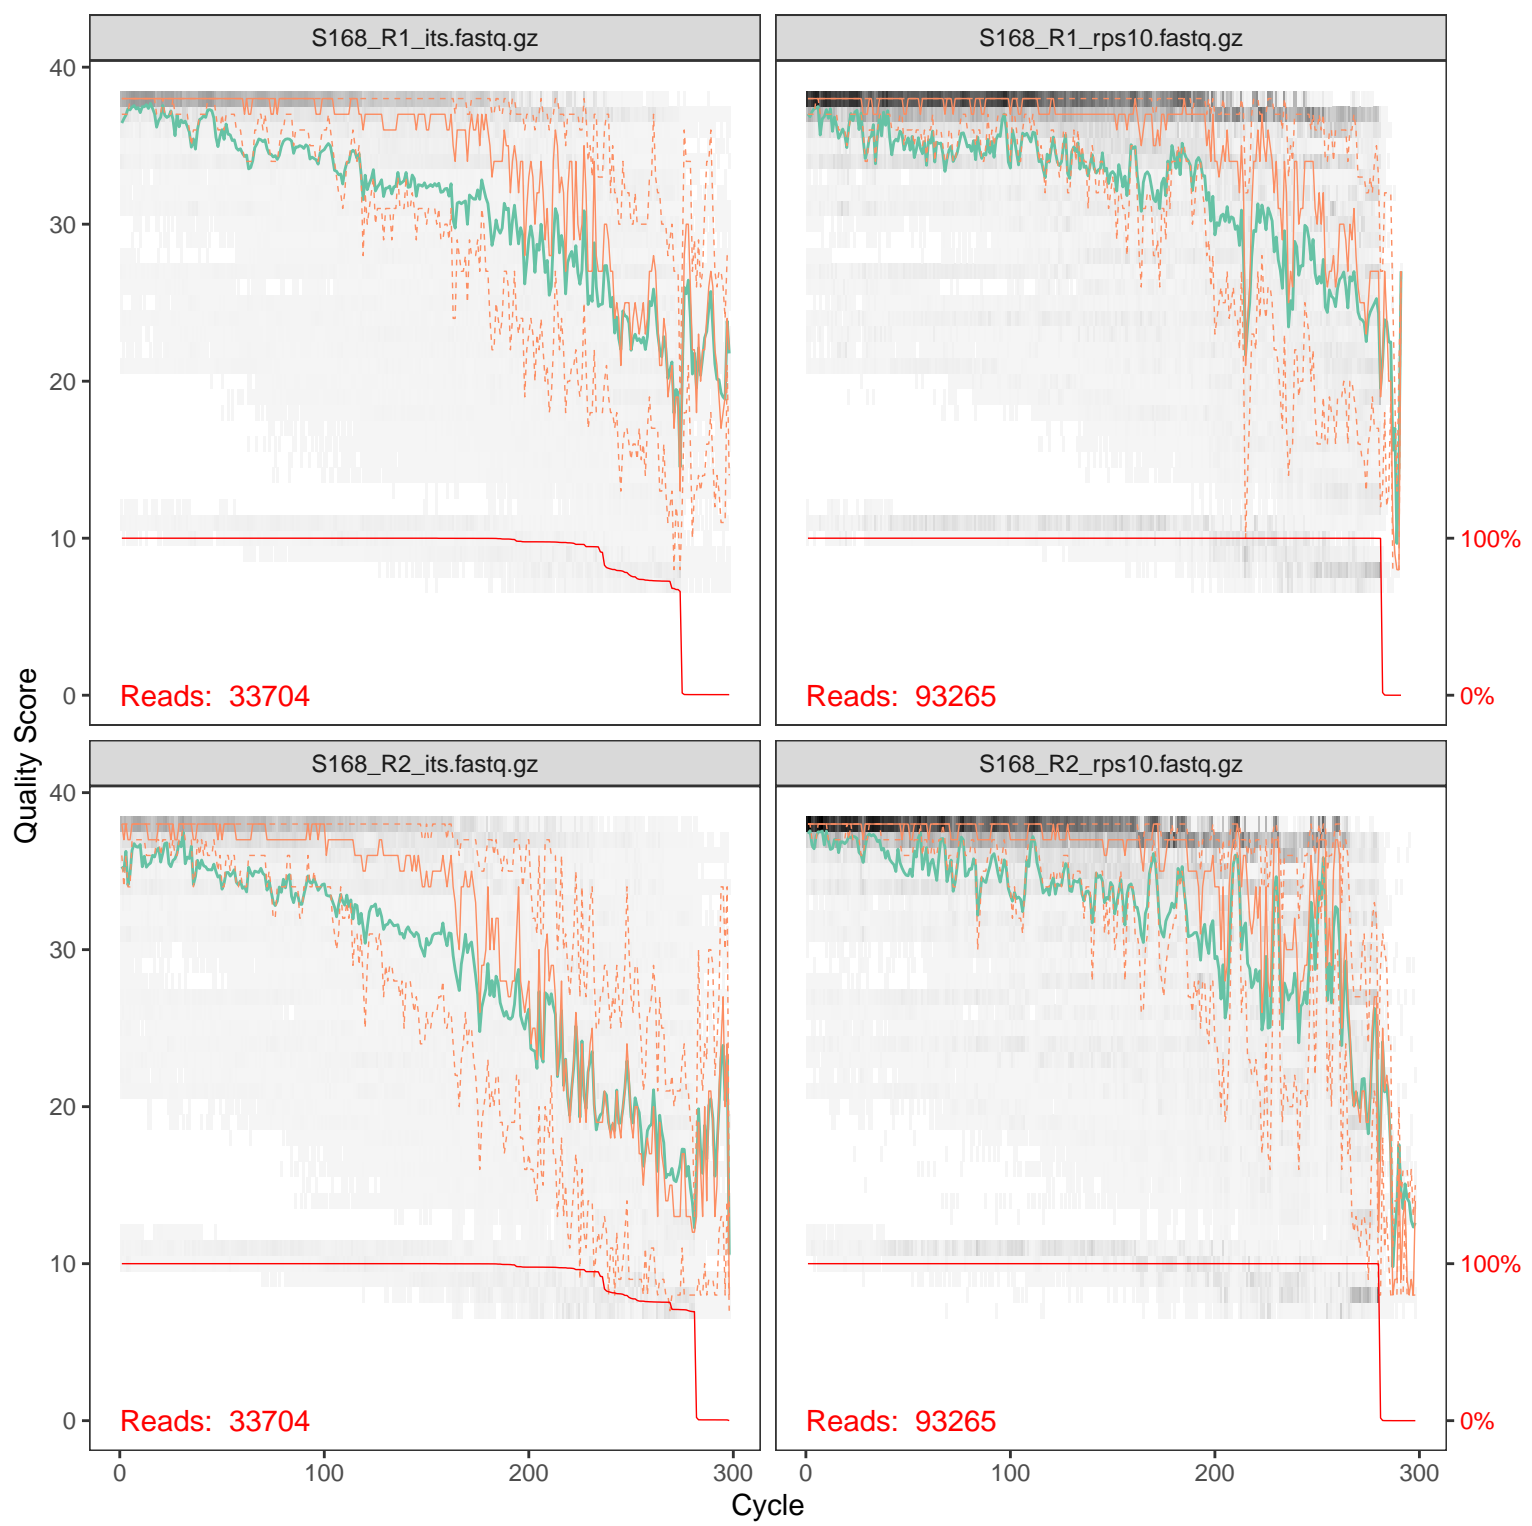 S168_R1_its.fastq.gz
S168_R1_rps10.fastq.gz
40
30
20
10
0
Reads: 33704
Reads: 93265
100%
0%
Quality Score
S168_R2_its.fastq.gz
S168_R2_rps10.fastq.gz
40
30
20
10
0
Reads: 33704
Reads: 93265
100%
0%
0
100
200
300
0
100
200
300
Cycle